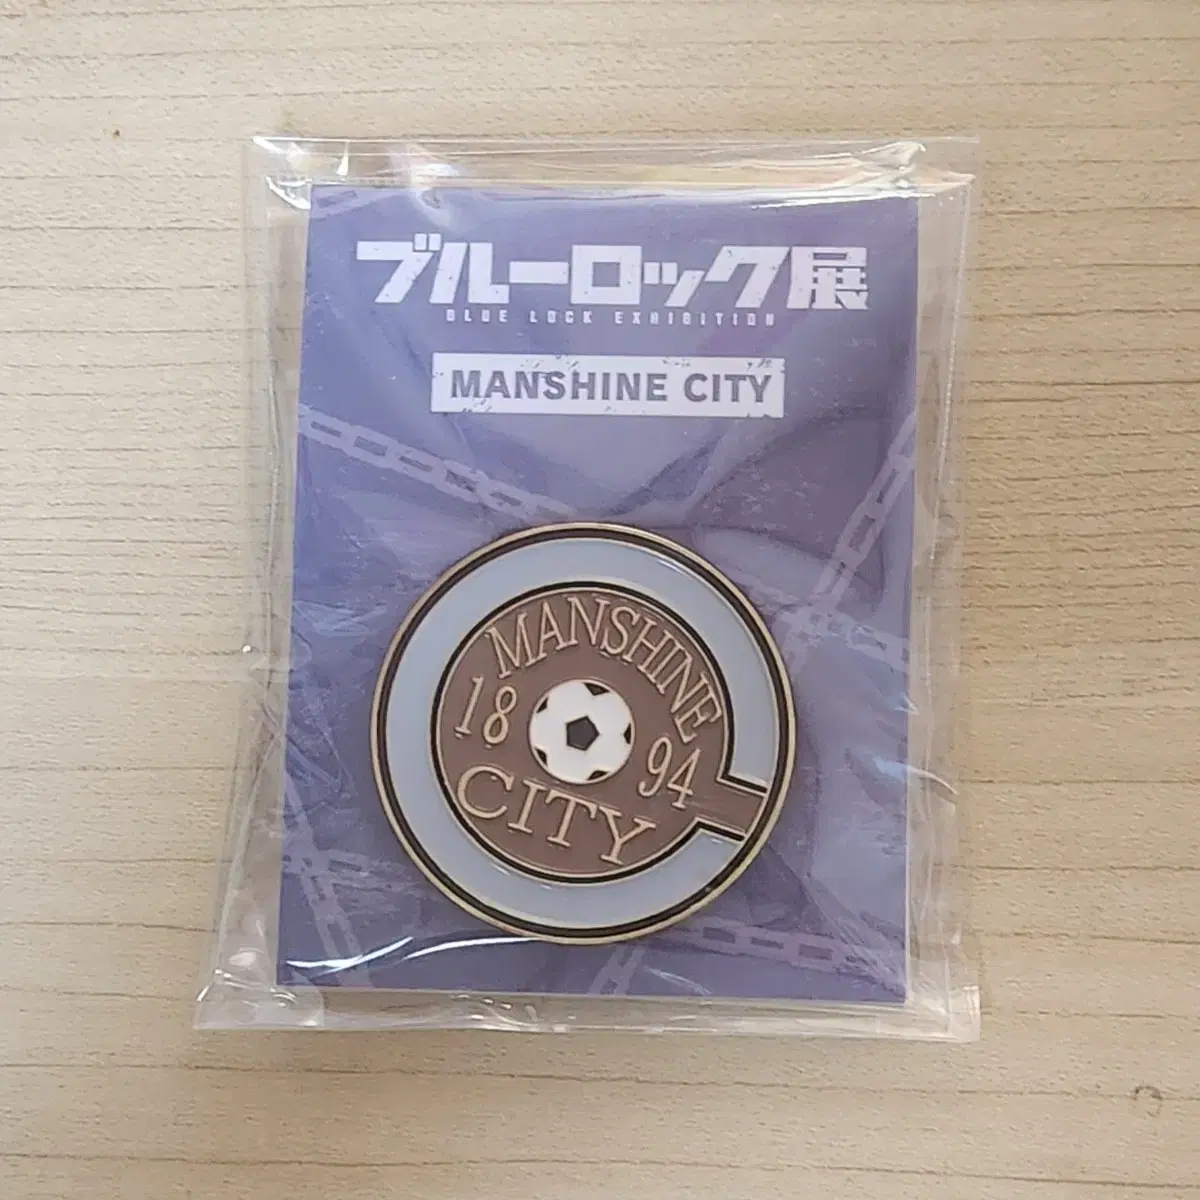 ブルーロック展
BLUE LOCK EXHIBITION
MANSHINE CITY
MANSHINE
18 94
CITY